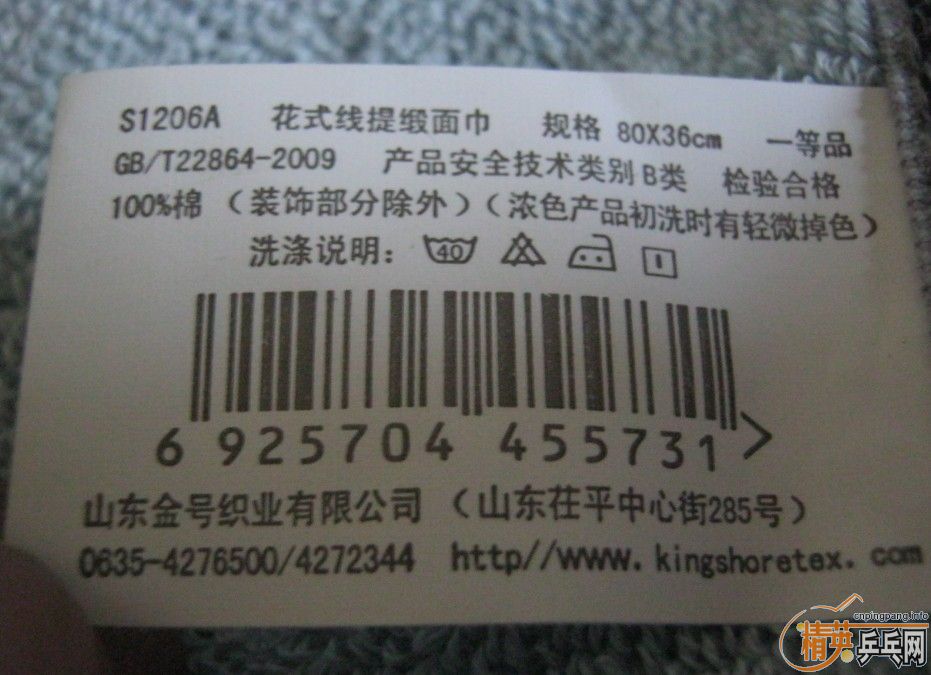 S1206A 花式线提缎面巾 规格 80X36cm 一等品
GB/T22864-2009 产品安全技术类别B类 检验合格
100%棉（装饰部分除外）（浓色产品初洗时有轻微掉色）
洗涤说明： 40
6 925704 455731 >
山东金号织业有限公司（山东茌平中心街285号）
0635-4276500/4272344 http//www.kingshoretex.com
cnpingpang.info
精英乒乓网